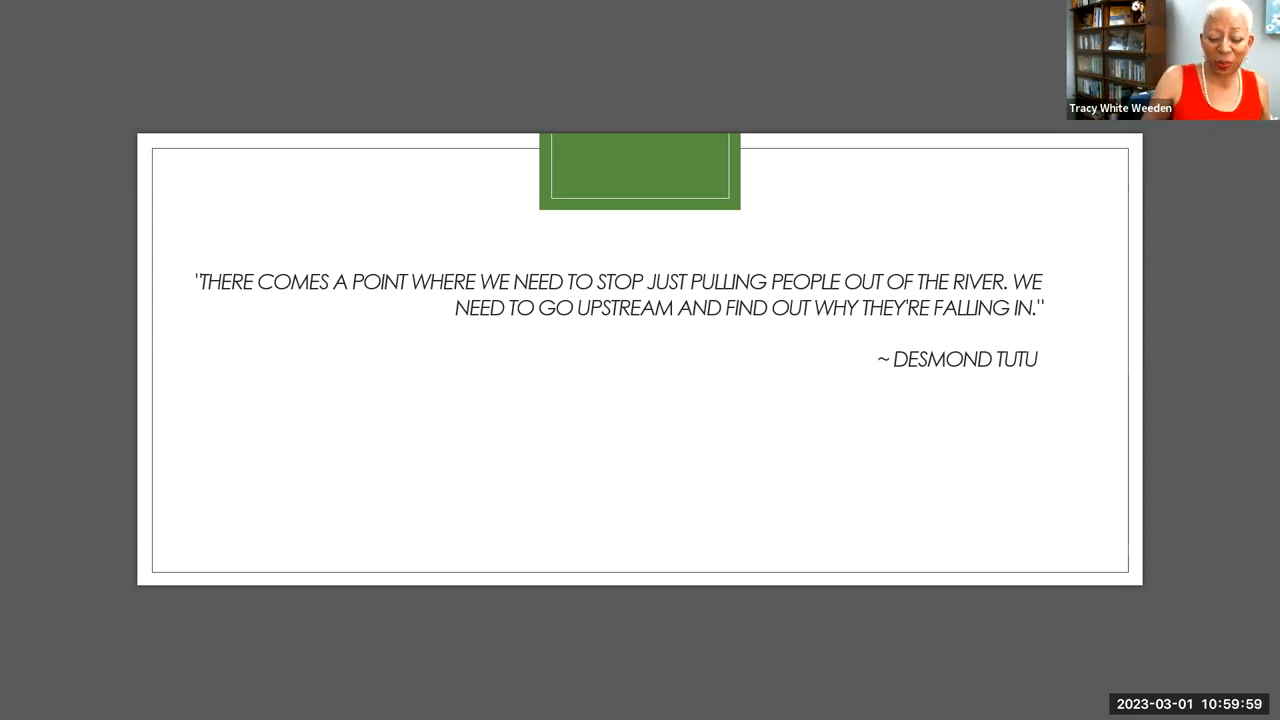 Tracy White Weeden
"THERE COMES A POINT WHERE WE NEED TO STOP JUST PULLING PEOPLE OUT OF THE RIVER. WE
NEED TO GO UPSTREAM AND FIND OUT WHY THEY'RE FALLING IN."
~ DESMOND TUTU
2023-03-01 10:59:59